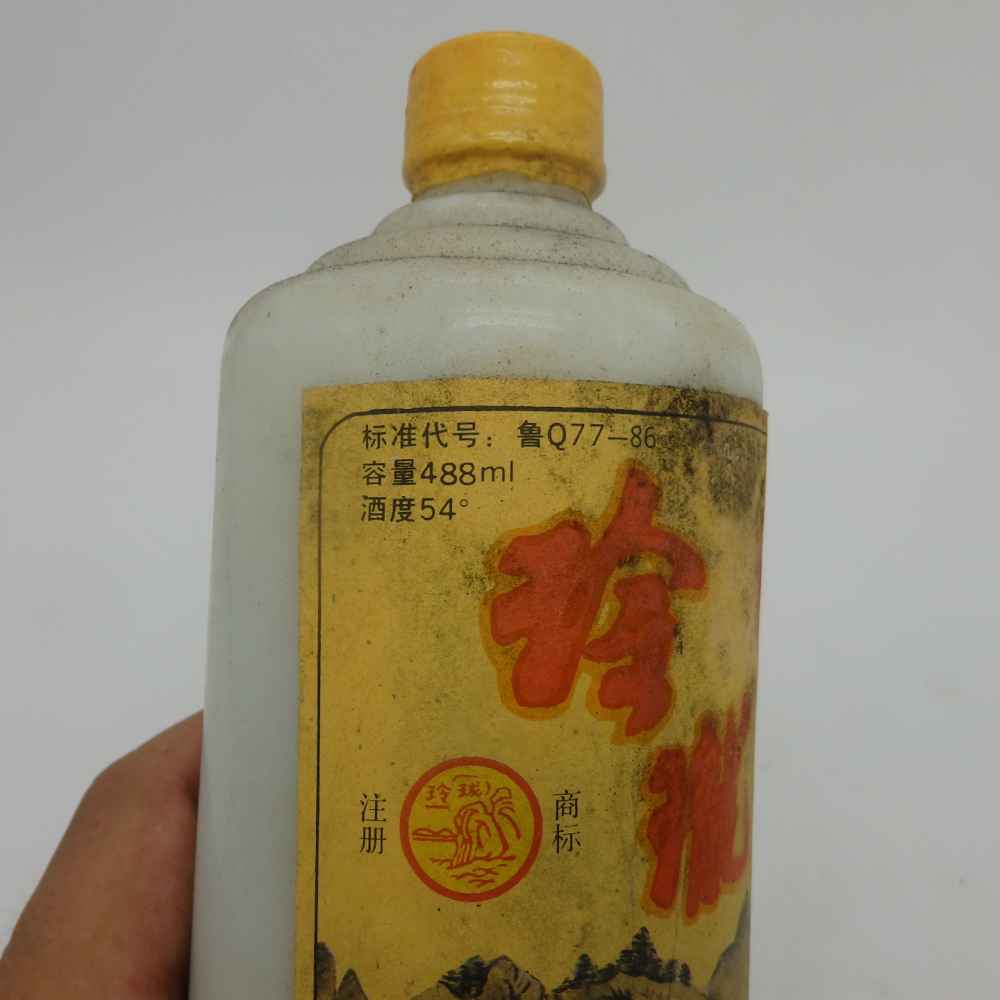 标准代号：鲁Q77—86
容量488ml
酒度54°
玲
珑
注册
玲珑
商标